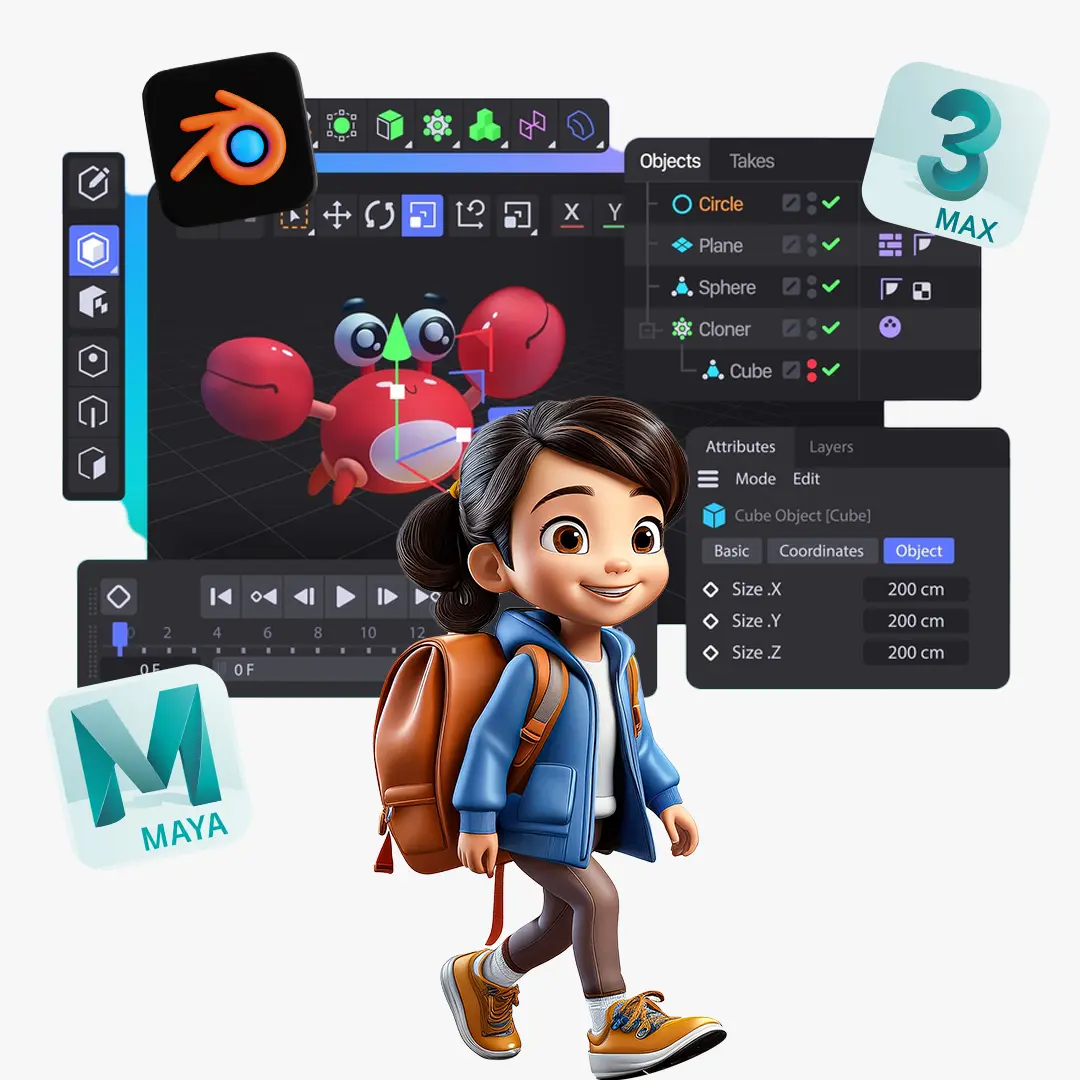 X Y
Objects Takes
Circle
Plane
Sphere
Cloner
Cube
3
MAX
Attributes Layers
Mode Edit
Cube Object [Cube]
Basic Coordinates Object
Size .X 200 cm
Size .Y 200 cm
Size .Z 200 cm
0 2 4 6 8 10 12
0 F 0 F
M
MAYA